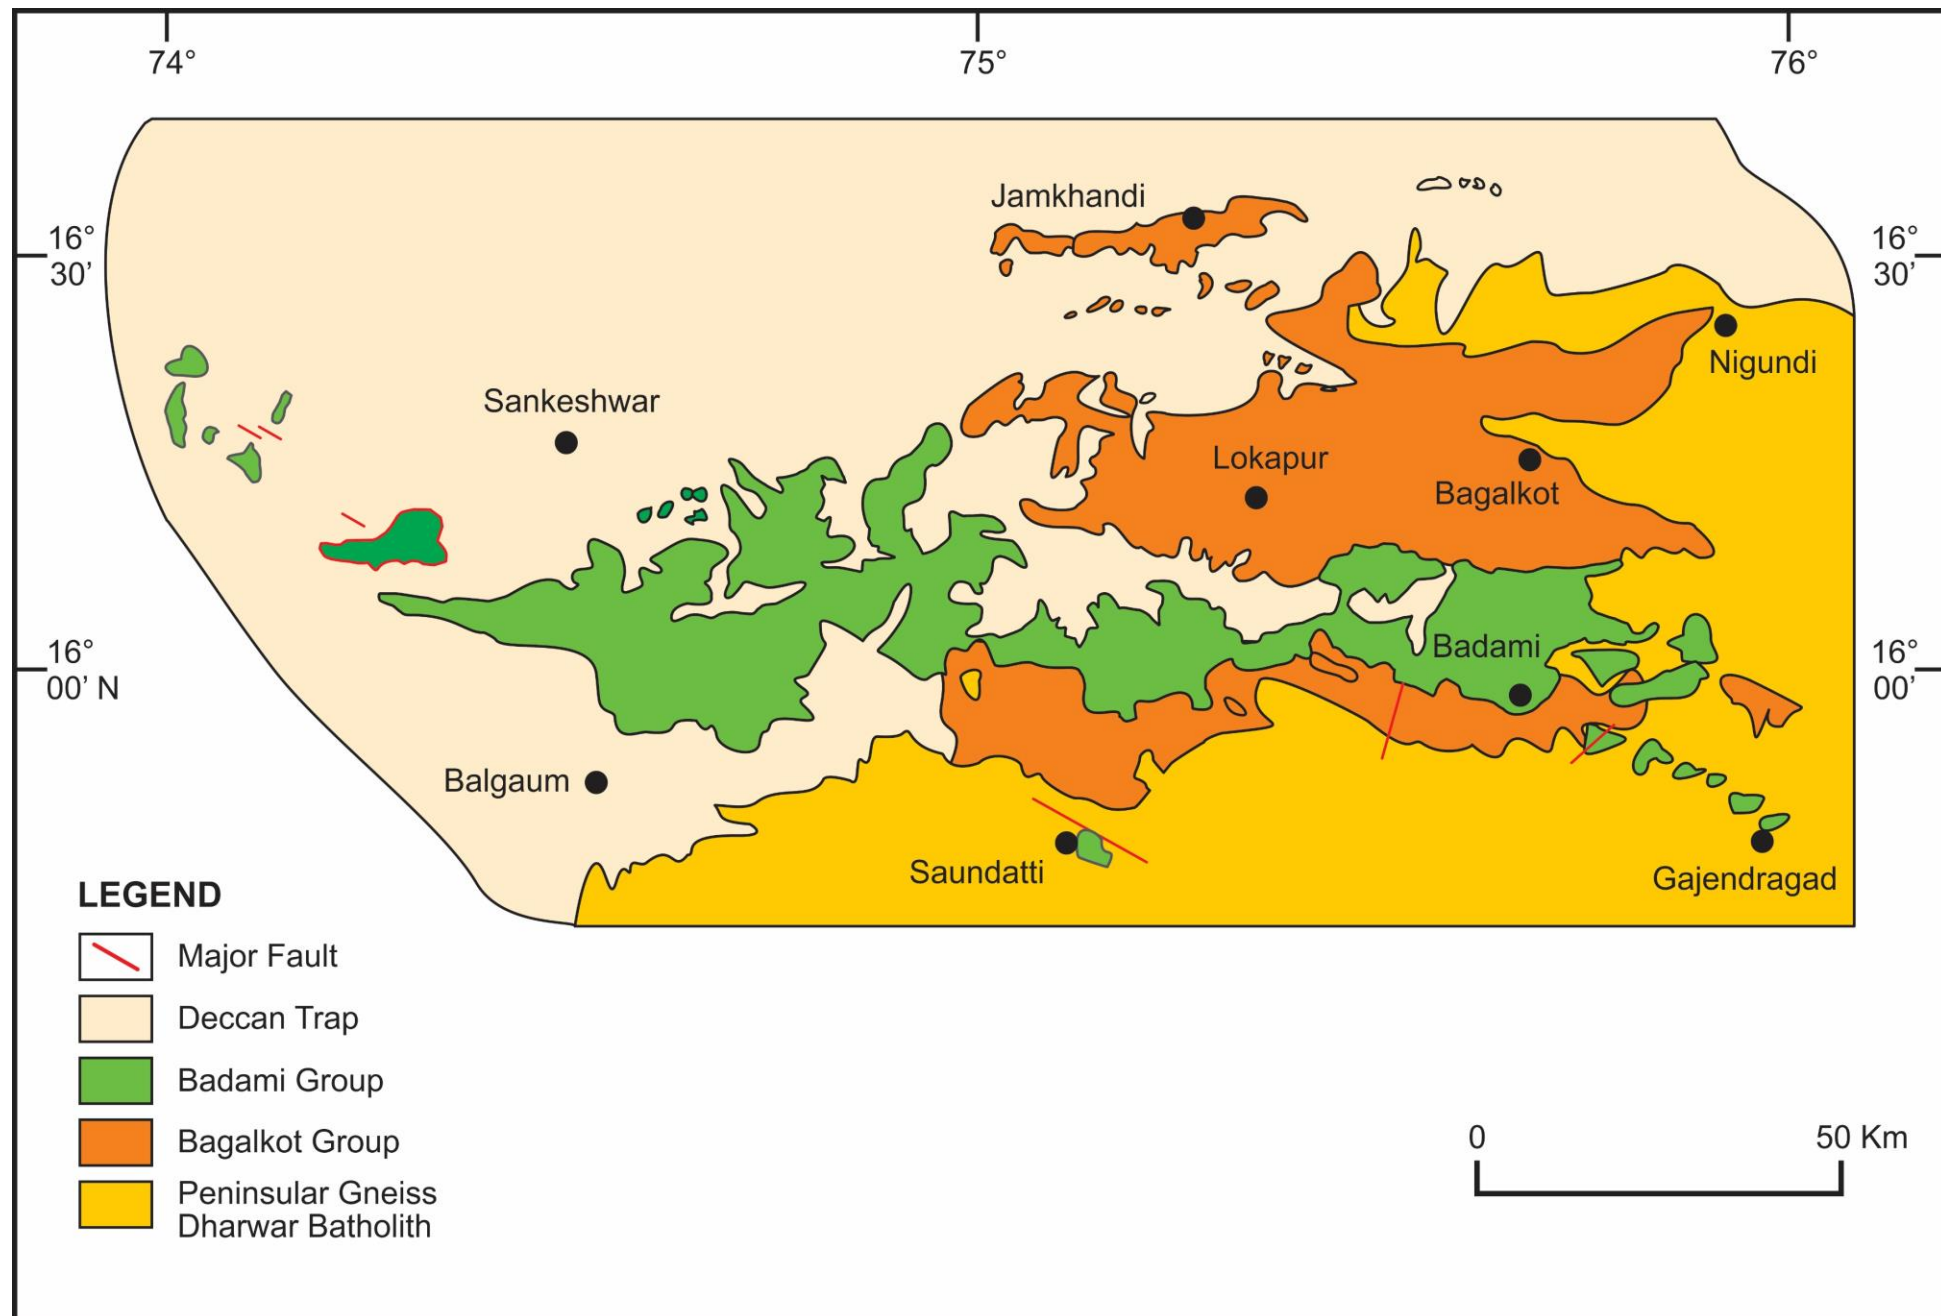 74°
75°
76°
Jamkhandi
16°
30’
16°
30’
Nigundi
Sankeshwar
Lokapur
Bagalkot
16°
00’ N
Badami
16°
00’
Balgaum
Saundatti
Gajendragad
LEGEND
Major Fault
Deccan Trap
Badami Group
Bagalkot Group
Peninsular Gneiss
Dharwar Batholith
0
50 Km